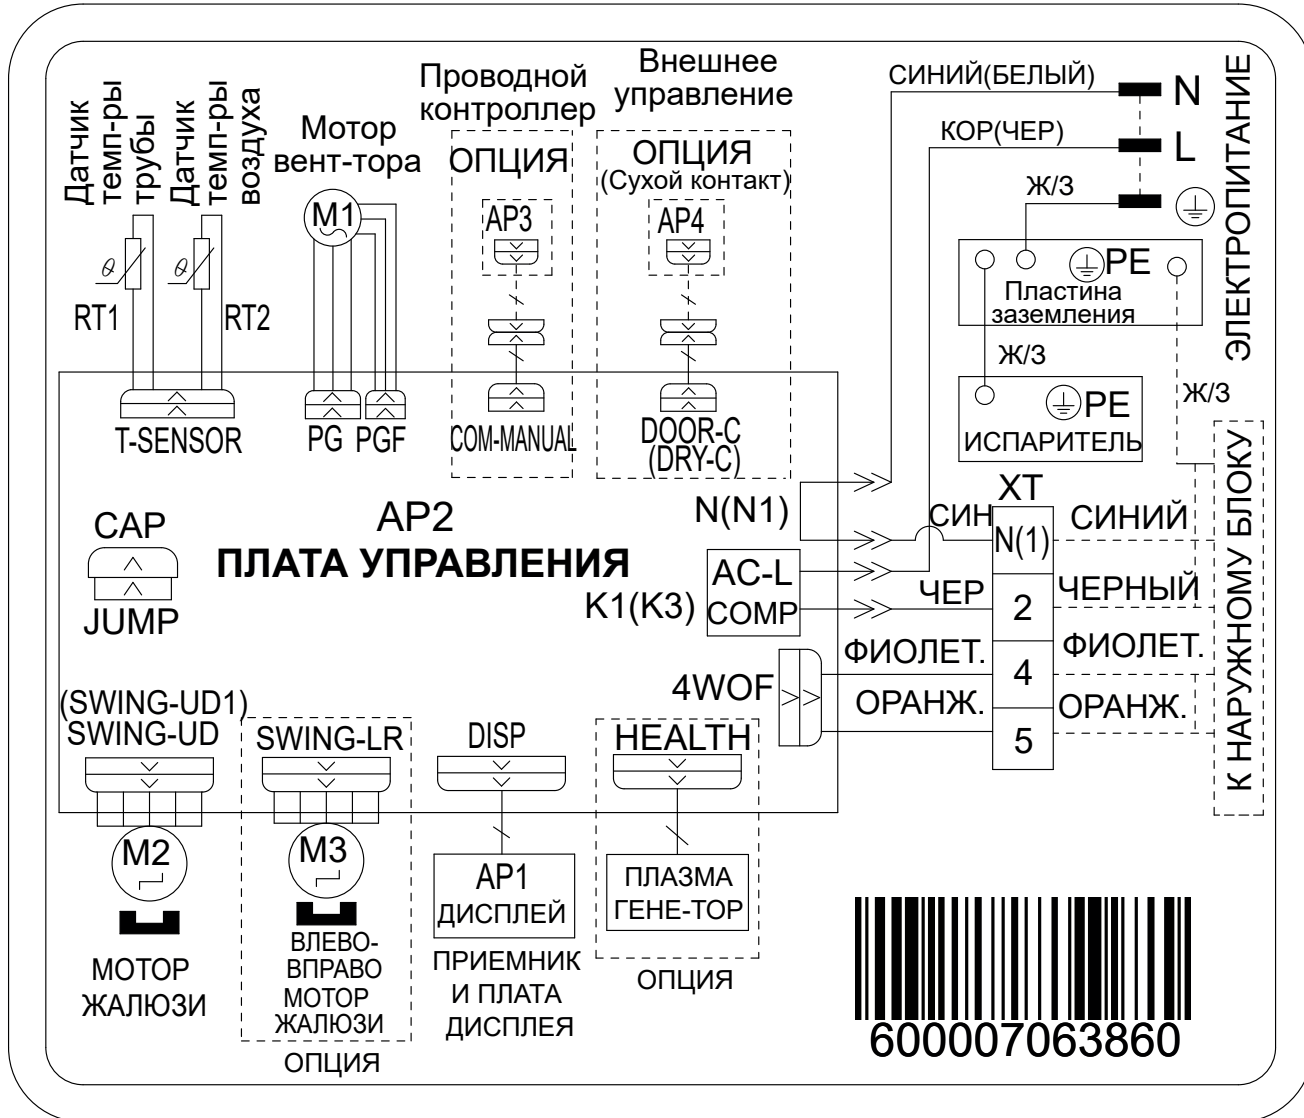 Датчик
темп-ры
трубы
Датчик
темп-ры
воздуха
Мотор
вент-тора
Проводной
контроллер
ОПЦИЯ
Внешнее
управление
ОПЦИЯ
(Сухой контакт)
СИНИЙ(БЕЛЫЙ)
N
КОР(ЧЕР)
L
Ж/З
ЭЛЕКТРОПИТАНИЕ
M1
AP3
AP4
θ
θ
RT1
RT2
PE
Пластина
заземления
Ж/З
Ж/З
PE
ИСПАРИТЕЛЬ
T-SENSOR
PG
PGF
COM-MANUAL
DOOR-C
(DRY-C)
CAP
JUMP
AP2
ПЛАТА УПРАВЛЕНИЯ
N(N1)
K1(K3)
AC-L
COMP
4WOF
XT
СИН
N(1)
СИНИЙ
ЧЕР
2
ЧЕРНЫЙ
ФИОЛЕТ.
4
ФИОЛЕТ.
ОРАНЖ.
5
ОРАНЖ.
К НАРУЖНОМУ БЛОКУ
(SWING-UD1)
SWING-UD
SWING-LR
DISP
HEALTH
M2
M3
AP1
ДИСПЛЕЙ
ПЛАЗМА
ГЕНЕ-ТОР
МОТОР
ЖАЛЮЗИ
ВЛЕВО-
ВПРАВО
МОТОР
ЖАЛЮЗИ
ОПЦИЯ
ПРИЕМНИК
И ПЛАТА
ДИСПЛЕЯ
ОПЦИЯ
600007063860